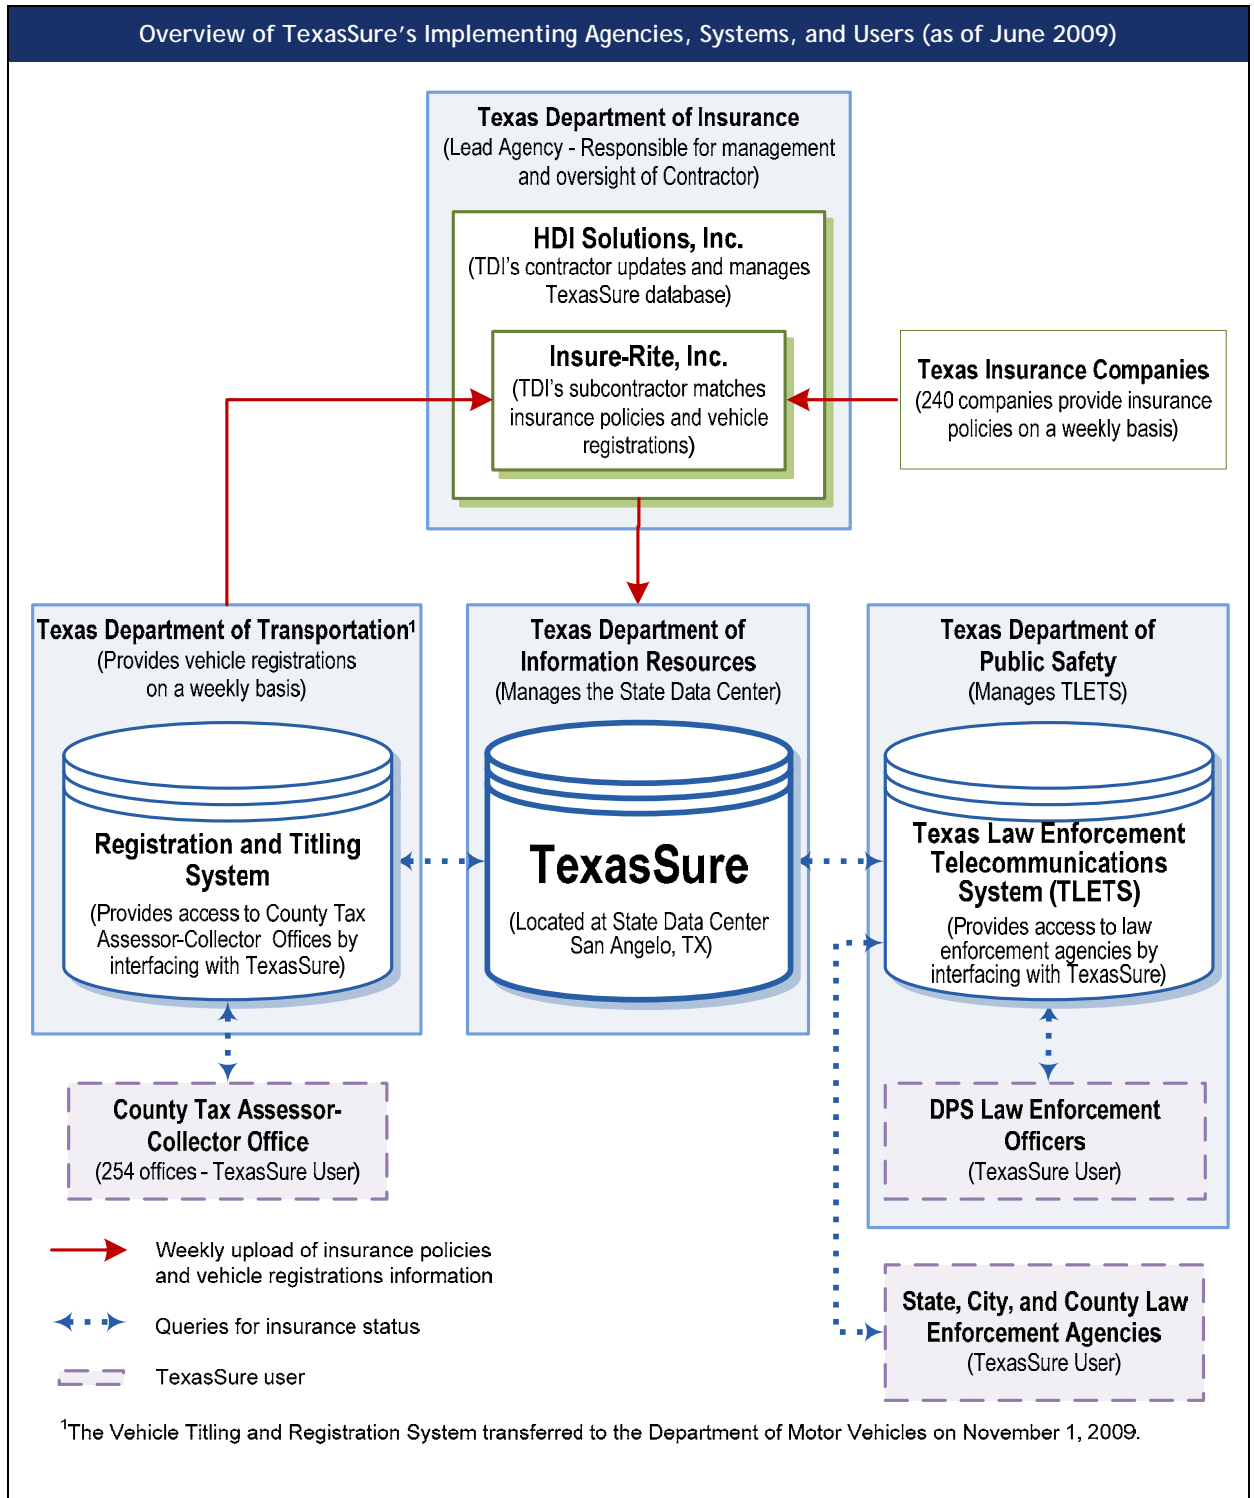 Overview of TexasSure's Implementing Agencies, Systems, and Users (as of June 2009)
Texas Department of Insurance
(Lead Agency - Responsible for management
and oversight of Contractor)
HDI Solutions, Inc.
(TDI's contractor updates and manages
TexasSure database)
Insure-Rite, Inc.
(TDI's subcontractor matches
insurance policies and vehicle
registrations)
Texas Insurance Companies
(240 companies provide insurance
policies on a weekly basis)
Texas Department of Transportation¹
(Provides vehicle registrations
on a weekly basis)
Registration and Titling
System
(Provides access to County Tax
Assessor-Collector Offices by
interfacing with TexasSure)
Texas Department of
Information Resources
(Manages the State Data Center)
TexasSure
(Located at State Data Center
San Angelo, TX)
Texas Department of
Public Safety
(Manages TLETS)
Texas Law Enforcement
Telecommunications
System (TLETS)
(Provides access to law
enforcement agencies by
interfacing with TexasSure)
County Tax Assessor-
Collector Office
(254 offices - TexasSure User)
DPS Law Enforcement
Officers
(TexasSure User)
State, City, and County Law
Enforcement Agencies
(TexasSure User)
Weekly upload of insurance policies
and vehicle registrations information
Queries for insurance status
TexasSure user
¹The Vehicle Titling and Registration System transferred to the Department of Motor Vehicles on November 1, 2009.